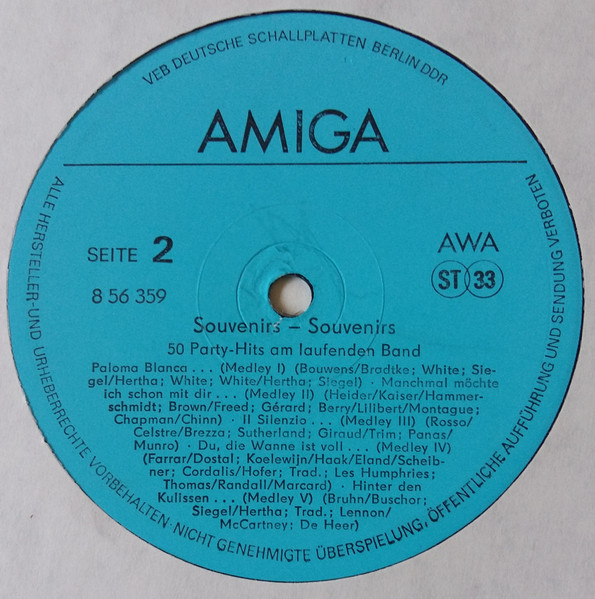 VEB DEUTSCHE SCHALLPLATTEN BERLIN DDR
AMIGA
SEITE 2
AWA
8 56 359
ST 33
Souvenirs – Souvenirs
50 Party-Hits am laufenden Band
Paloma Blanca . . . (Medley I) (Bouwens/Bradtke; White; Sie-
gel/Hertha; White; White/Hertha; Siegel) · Manchmal möchte
ich schon mit dir . . . (Medley II) (Heider/Kaiser/Hammer-
schmidt; Brown/Freed; Gérard; Berry/Lilibert/Montague;
Chapman/Chinn) · Il Silenzio . . . (Medley III) (Rosso/
Celstre/Brezza; Sutherland; Giraud/Trim; Panas/
Munro) · Du, die Wanne ist voll . . . (Medley IV)
(Farrar/Dostal; Koelewijn/Haak/Eland/Scheib-
ner; Cordalis/Hofer; Trad.; Les Humphries;
Thomas/Randall/Marcard) · Hinter den
Kulissen . . . (Medley V) (Bruhn/Buschor;
Siegel/Hertha; Trad.; Lennon/
McCartney; De Heer)
ALLE HERSTELLER- UND URHEBERRECHTE VORBEHALTEN · NICHT GENEHMIGTE ÜBERSPIELUNG, ÖFFENTLICHE AUFFÜHRUNG UND SENDUNG VERBOTEN